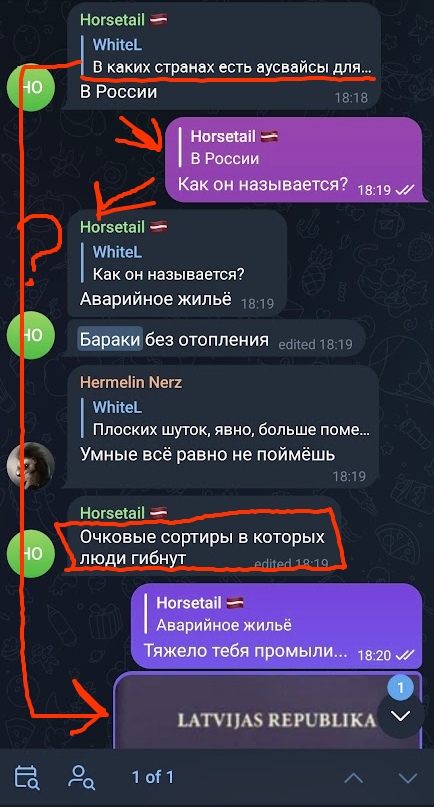 Horsetail
WhiteL
В каких странах есть аусвайсы для...
НО
В России
18:18
Horsetail
В России
Как он называется? 18:19
Horsetail
WhiteL
Как он называется?
Аварийное жильё 18:19
НО
Бараки без отопления edited 18:19
Hermelin Nerz
WhiteL
Плоских шуток, явно, больше поме...
Умные всё равно не поймёшь
18:19
Horsetail
Очковые сортиры в которых
НО
люди гибнут edited 18:19
Horsetail
Аварийное жильё
Тяжело тебя промыли... 18:20
1
LATVIJAS REPUBLIKA
1 of 1